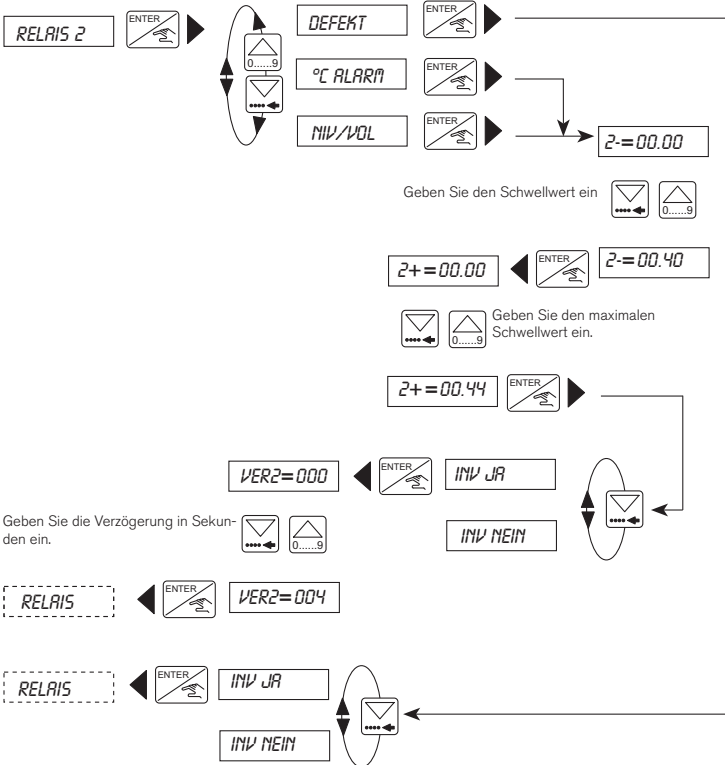 RELAIS 2
ENTER
0......9
DEFEKT
ENTER
°C ALARM
ENTER
NIV/VOL
ENTER
2-=00.00
Geben Sie den Schwellwert ein
0......9
2+=00.00
ENTER
2-=00.40
0......9
Geben Sie den maximalen
Schwellwert ein.
2+=00.44
ENTER
VER2=000
ENTER
INV JA
INV NEIN
Geben Sie die Verzögerung in Sekun-
den ein.
0......9
RELAIS
ENTER
VER2=004
RELAIS
ENTER
INV JA
INV NEIN